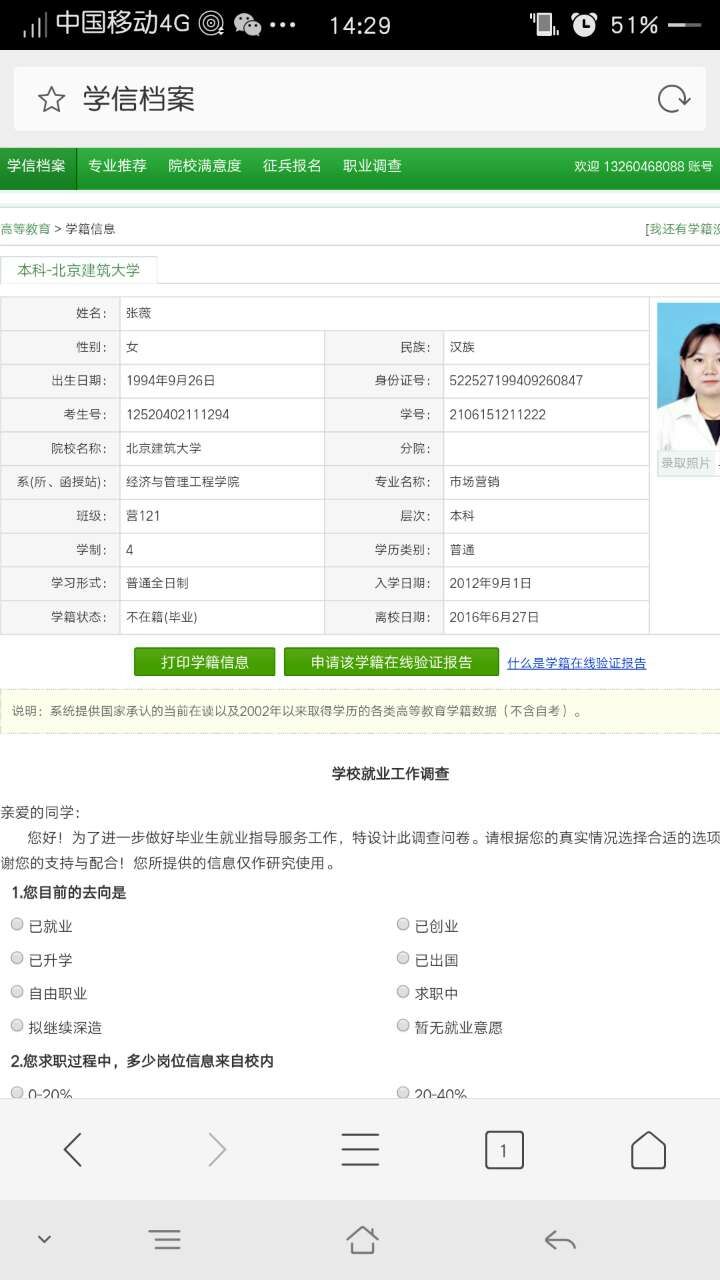 中国移动4G 14:29 51%
学信档案
学信档案 专业推荐 院校满意度 征兵报名 职业调查 欢迎 13260468088 账号
高等教育 > 学籍信息 [我还有学籍没
本科-北京建筑大学
姓名： 张薇
性别： 女 民族： 汉族
出生日期： 1994年9月26日 身份证号： 522527199409260847
考生号： 12520402111294 学号： 2106151211222
院校名称： 北京建筑大学 分院：
系(所、函授站)： 经济与管理工程学院 专业名称： 市场营销
班级： 营121 层次： 本科
学制： 4 学历类别： 普通
学习形式： 普通全日制 入学日期： 2012年9月1日
学籍状态： 不在籍(毕业) 离校日期： 2016年6月27日
录取照片
打印学籍信息 申请该学籍在线验证报告 什么是学籍在线验证报告
说明：系统提供国家承认的当前在读以及2002年以来取得学历的各类高等教育学籍数据（不含自考）。
学校就业工作调查
亲爱的同学：
您好！为了进一步做好毕业生就业指导服务工作，特设计此调查问卷。请根据您的真实情况选择合适的选项
谢您的支持与配合！您所提供的信息仅作研究使用。
1.您目前的去向是
已就业 已创业
已升学 已出国
自由职业 求职中
拟继续深造 暂无就业意愿
2.您求职过程中，多少岗位信息来自校内
0-20% 20-40%
1